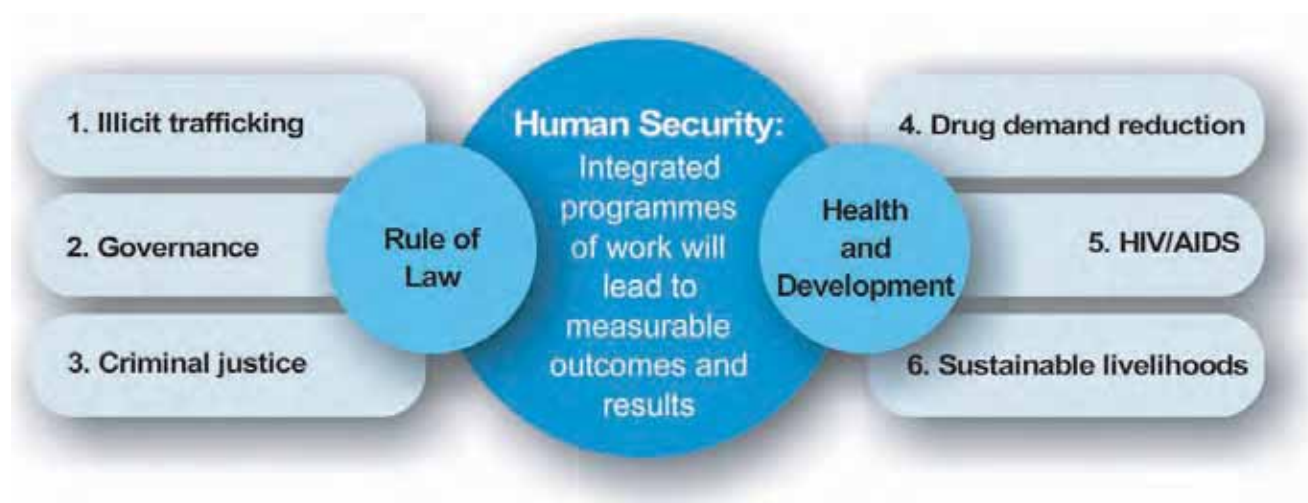 1. Illicit trafficking
2. Governance
3. Criminal justice
Rule of
Law
Human Security:
Integrated
programmes
of work will
lead to
measurable
outcomes and
results
Health
and
Development
4. Drug demand reduction
5. HIV/AIDS
6. Sustainable livelihoods